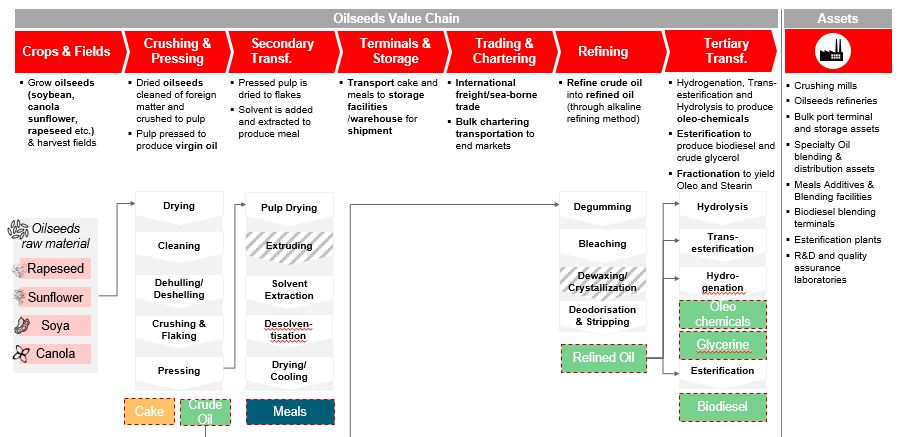 Oilseeds Value Chain
Assets
Crops & Fields
Crushing &
Pressing
Secondary
Transf.
Terminals &
Storage
Trading &
Chartering
Refining
Tertiary
Transf.
▪ Grow oilseeds
(soybean,
canola
sunflower,
rapeseed etc.)
& harvest fields
▪ Dried oilseeds
cleaned of foreign
matter and
crushed to pulp
▪ Pulp pressed to
produce virgin oil
▪ Pressed pulp is
dried to flakes
▪ Solvent is added
and extracted to
produce meal
▪ Transport cake and
meals to storage
facilities
/warehouse for
shipment
▪ International
freight/sea-borne
trade
▪ Bulk chartering
transportation to
end markets
▪ Refine crude oil
into refined oil
(through alkaline
refining method)
▪ Hydrogenation, Trans-
esterification and
Hydrolysis to produce
oleo-chemicals
▪ Esterification to
produce biodiesel and
crude glycerol
▪ Fractionation to yield
Oleo and Stearin
▪ Crushing mills
▪ Oilseeds refineries
▪ Bulk port terminal
and storage assets
▪ Specialty Oil
blending &
distribution assets
▪ Meals Additives &
Blending facilities
▪ Biodiesel blending
terminals
▪ Esterification plants
▪ R&D and quality
assurance
laboratories
Oilseeds
raw material
Rapeseed
Sunflower
Soya
Canola
Drying
Cleaning
Dehulling/
Deshelling
Crushing &
Flaking
Pressing
Cake
Crude
Oil
Pulp Drying
Extruding
Solvent
Extraction
Desolven-
tisation
Drying/
Cooling
Meals
Degumming
Bleaching
Dewaxing/
Crystallization
Deodorisation
& Stripping
Refined Oil
Hydrolysis
Trans-
esterification
Hydro-
genation
Oleo
chemicals
Glycerine
Esterification
Biodiesel